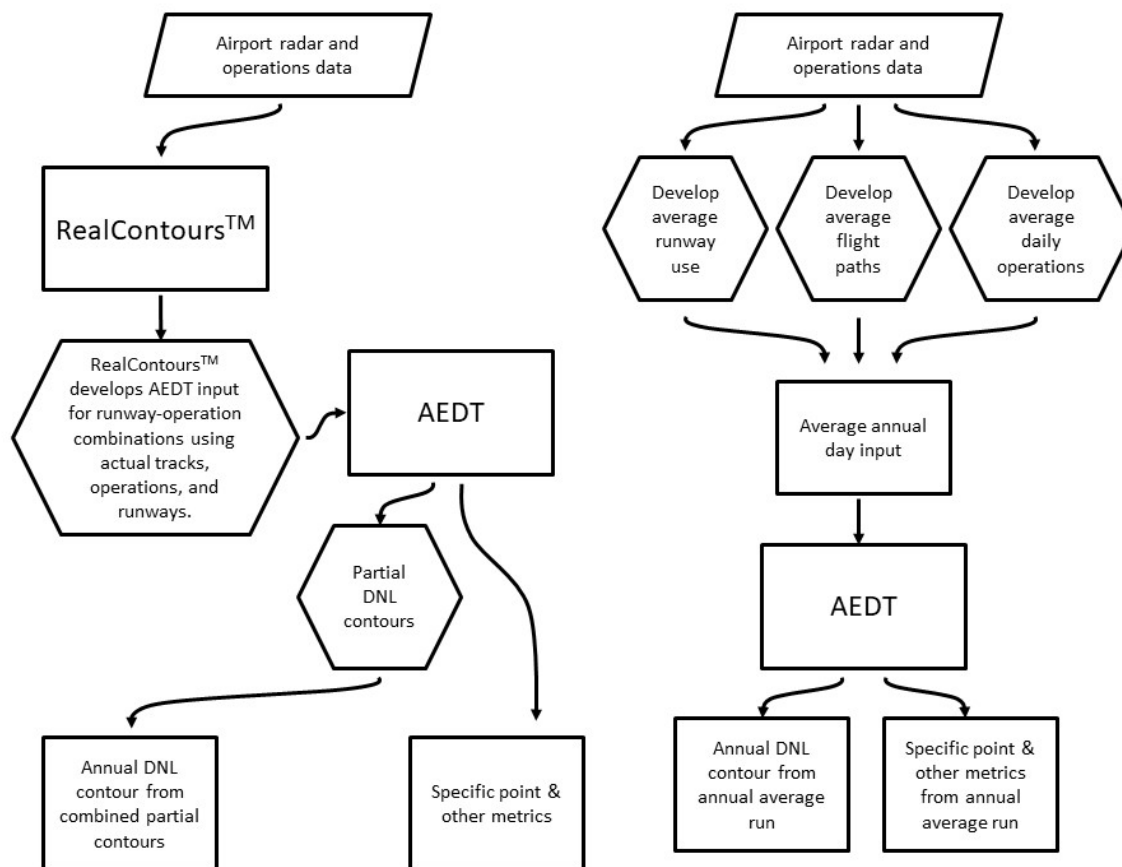 Airport radar and
operations data
RealContours™
RealContours™
develops AEDT input
for runway-operation
combinations using
actual tracks,
operations, and
runways.
AEDT
Partial
DNL
contours
Annual DNL
contour from
combined partial
contours
Specific point &
other metrics
Airport radar and
operations data
Develop
average
runway
use
Develop
average
flight
paths
Develop
average
daily
operations
Average annual
day input
AEDT
Annual DNL
contour from
annual average
run
Specific point &
other metrics
from annual
average run